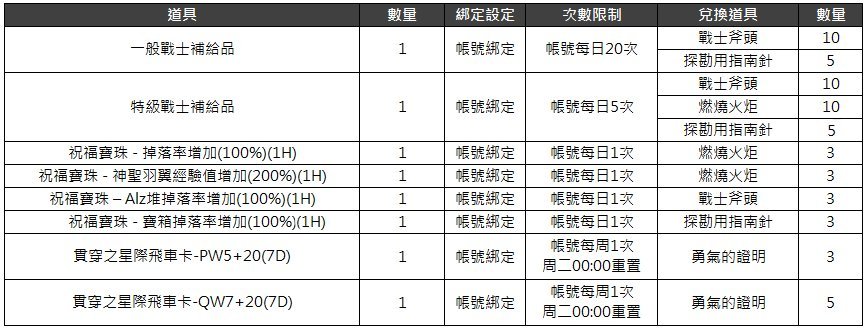 道具 數量 綁定設定 次數限制 兌換道具 數量
一般戰士補給品 1 帳號綁定 帳號每日20次 戰士斧頭 10
探勘用指南針 5
特級戰士補給品 1 帳號綁定 帳號每日5次 戰士斧頭 10
燃燒火炬 10
探勘用指南針 5
祝福寶珠 - 掉落率增加(100%)(1H) 1 帳號綁定 帳號每日1次 燃燒火炬 3
祝福寶珠 - 神聖羽翼經驗值增加(200%)(1H) 1 帳號綁定 帳號每日1次 燃燒火炬 3
祝福寶珠 – Alz堆掉落率增加(100%)(1H) 1 帳號綁定 帳號每日1次 戰士斧頭 3
祝福寶珠 - 寶箱掉落率增加(100%)(1H) 1 帳號綁定 帳號每日1次 探勘用指南針 3
貫穿之星際飛車卡-PW5+20(7D) 1 帳號綁定 帳號每周1次 勇氣的證明 3
周二00:00重置
貫穿之星際飛車卡-QW7+20(7D) 1 帳號綁定 帳號每周1次 勇氣的證明 5
周二00:00重置